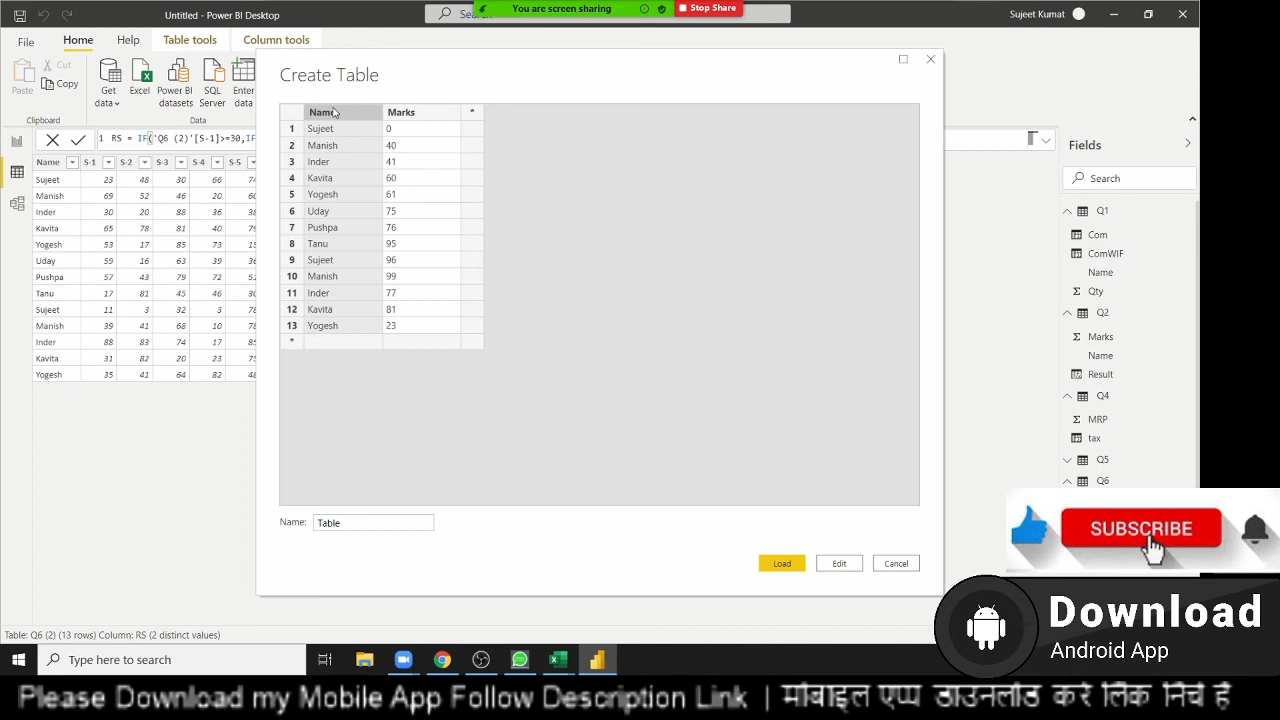 Untitled - Power BI Desktop
You are screen sharing
Stop Share
Sujeet Kumat
File Home Help Table tools Column tools
Paste
Cut
Copy
Clipboard
Get data
Excel
Power BI datasets
SQL Server
Enter data
Data
1 RS = IF('Q6 (2)'[S-1]>=30,IF
Name S-1 S-2 S-3 S-4 S-5
Sujeet 23 48 30 66
Manish 69 52 46 20
Inder 30 20 88 36
Kavita 65 78 81 40
Yogesh 53 17 85 73
Uday 59 16 63 39
Pushpa 57 43 79 72
Tanu 17 81 45 46
Sujeet 11 3 32 3
Manish 39 41 68 10
Inder 88 83 74 17
Kavita 31 82 20 23
Yogesh 35 41 64 82
Create Table
Name Marks *
1 Sujeet 0
2 Manish 40
3 Inder 41
4 Kavita 60
5 Yogesh 61
6 Uday 75
7 Pushpa 76
8 Tanu 95
9 Sujeet 96
10 Manish 99
11 Inder 77
12 Kavita 81
13 Yogesh 23
*
Name: Table
Load Edit Cancel
Fields
Search
Q1
Com
ComWIF
Name
Qty
Q2
Marks
Name
Result
Q4
MRP
tax
Q5
Q6
SUBSCRIBE
Download
Android App
Table: Q6 (2) (13 rows) Column: RS (2 distinct values)
Type here to search
Please Download my Mobile App Follow Description Link | मोबाइल एप्प डाउनलोड करे लिंक निचे है